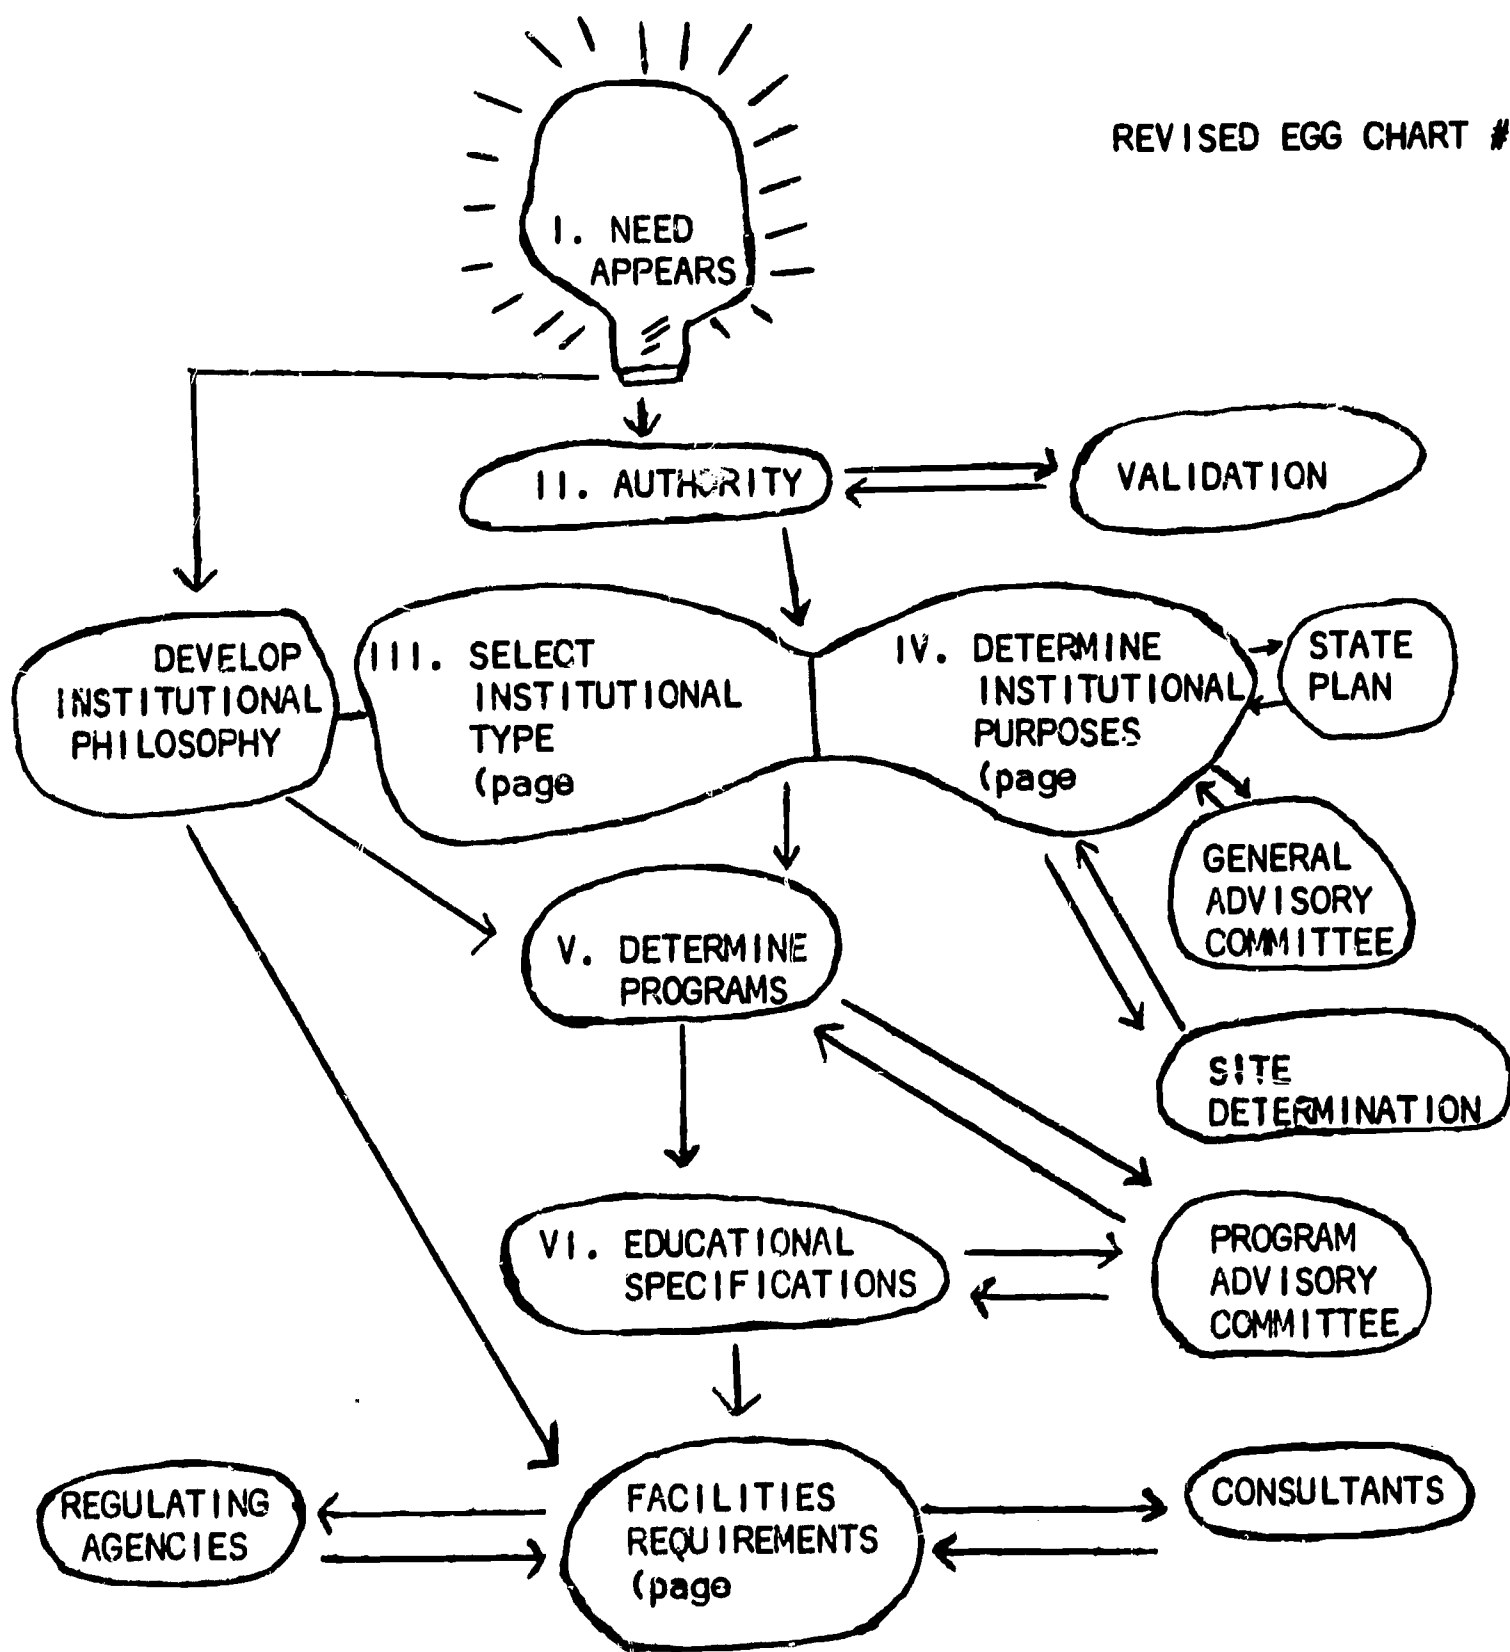 REVISED EGG CHART #
I. NEED
APPEARS
II. AUTHORITY
VALIDATION
DEVELOP
INSTITUTIONAL
PHILOSOPHY
III. SELECT
INSTITUTIONAL
TYPE
(page
IV. DETERMINE
INSTITUTIONAL
PURPOSES
(page
STATE
PLAN
GENERAL
ADVISORY
COMMITTEE
V. DETERMINE
PROGRAMS
SITE
DETERMINATION
VI. EDUCATIONAL
SPECIFICATIONS
PROGRAM
ADVISORY
COMMITTEE
REGULATING
AGENCIES
FACILITIES
REQUIREMENTS
(page
CONSULTANTS